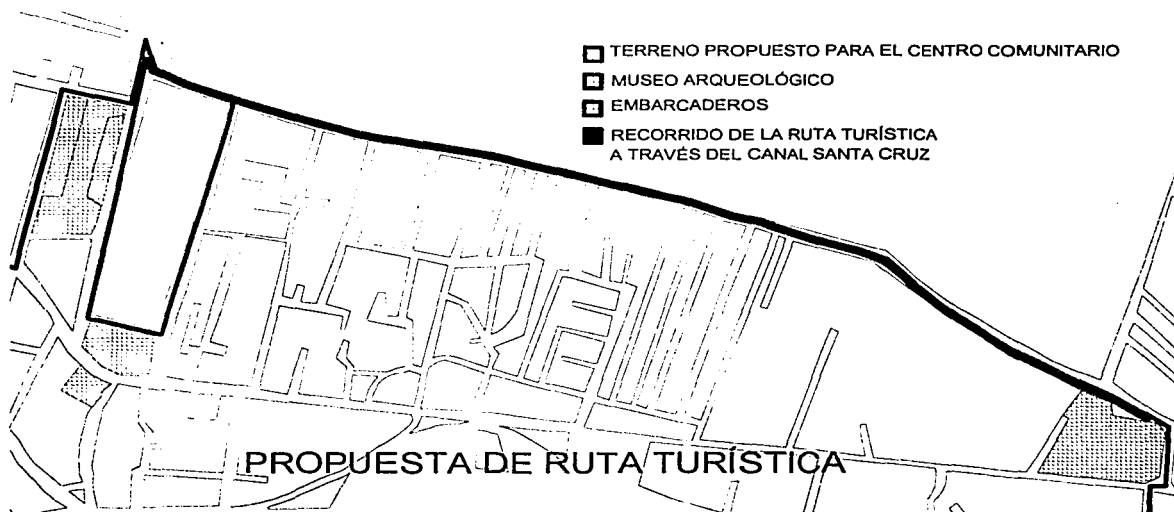 TERRENO PROPUESTO PARA EL CENTRO COMUNITARIO
MUSEO ARQUEOLÓGICO
EMBARCADEROS
RECORRIDO DE LA RUTA TURÍSTICA
A TRAVÉS DEL CANAL SANTA CRUZ
PROPUESTA DE RUTA TURÍSTICA